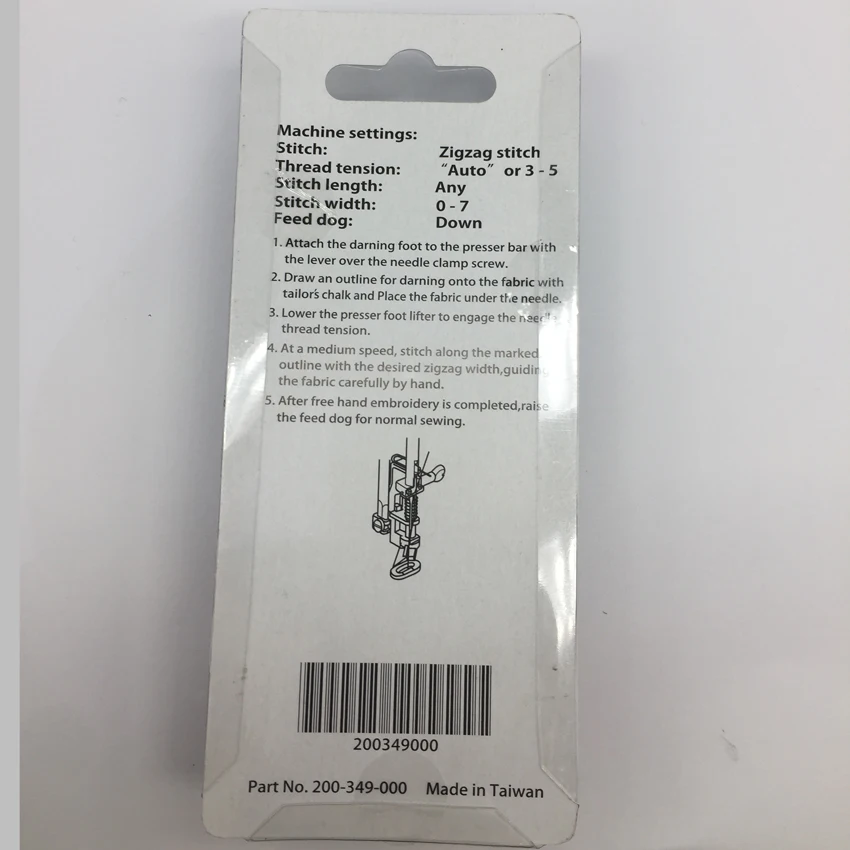 Machine settings:
Stitch: Zigzag stitch
Thread tension: “Auto” or 3 - 5
Stitch length: Any
Stitch width: 0 - 7
Feed dog: Down
1. Attach the darning foot to the presser bar with
the lever over the needle clamp screw.
2. Draw an outline for darning onto the fabric with
tailor's chalk and Place the fabric under the needle.
3. Lower the presser foot lifter to engage the
thread tension.
4. At a medium speed, stitch along the marked
outline with the desired zigzag width,guiding
the fabric carefully by hand.
5. After free hand embroidery is completed,raise
the feed dog for normal sewing.
200349000
Part No. 200-349-000 Made in Taiwan